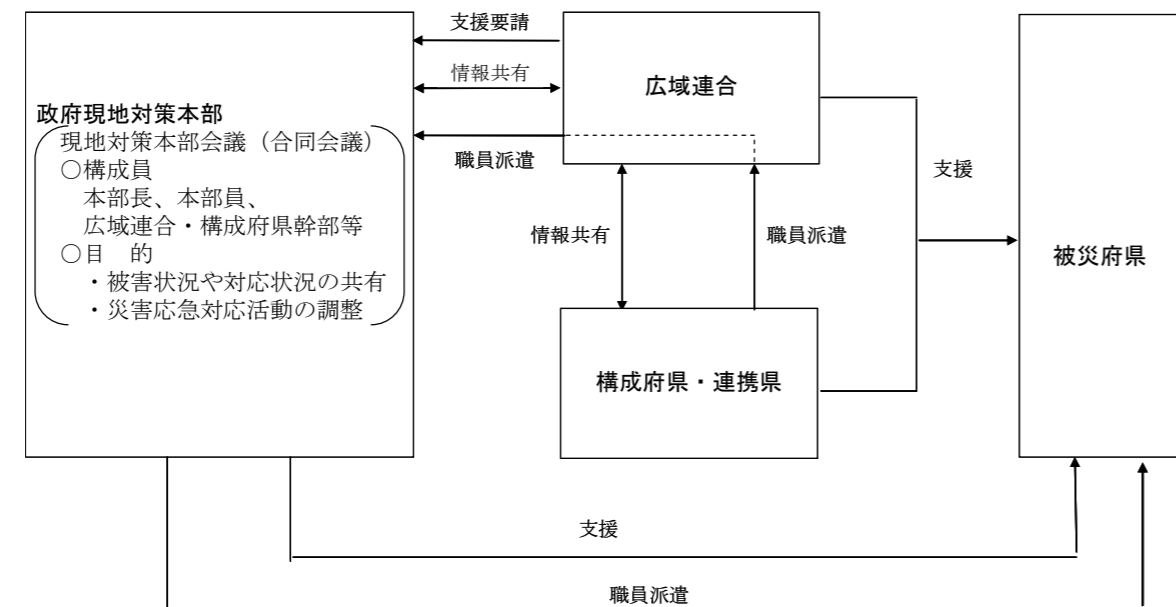 支援要請
情報共有
政府現地対策本部
現地対策本部会議（合同会議）
○構成員
本部長、本部員、
広域連合・構成府県幹部等
○目　的
・被害状況や対応状況の共有
・災害応急対応活動の調整
職員派遣
広域連合
情報共有
職員派遣
構成府県・連携県
支援
被災府県
支援
職員派遣